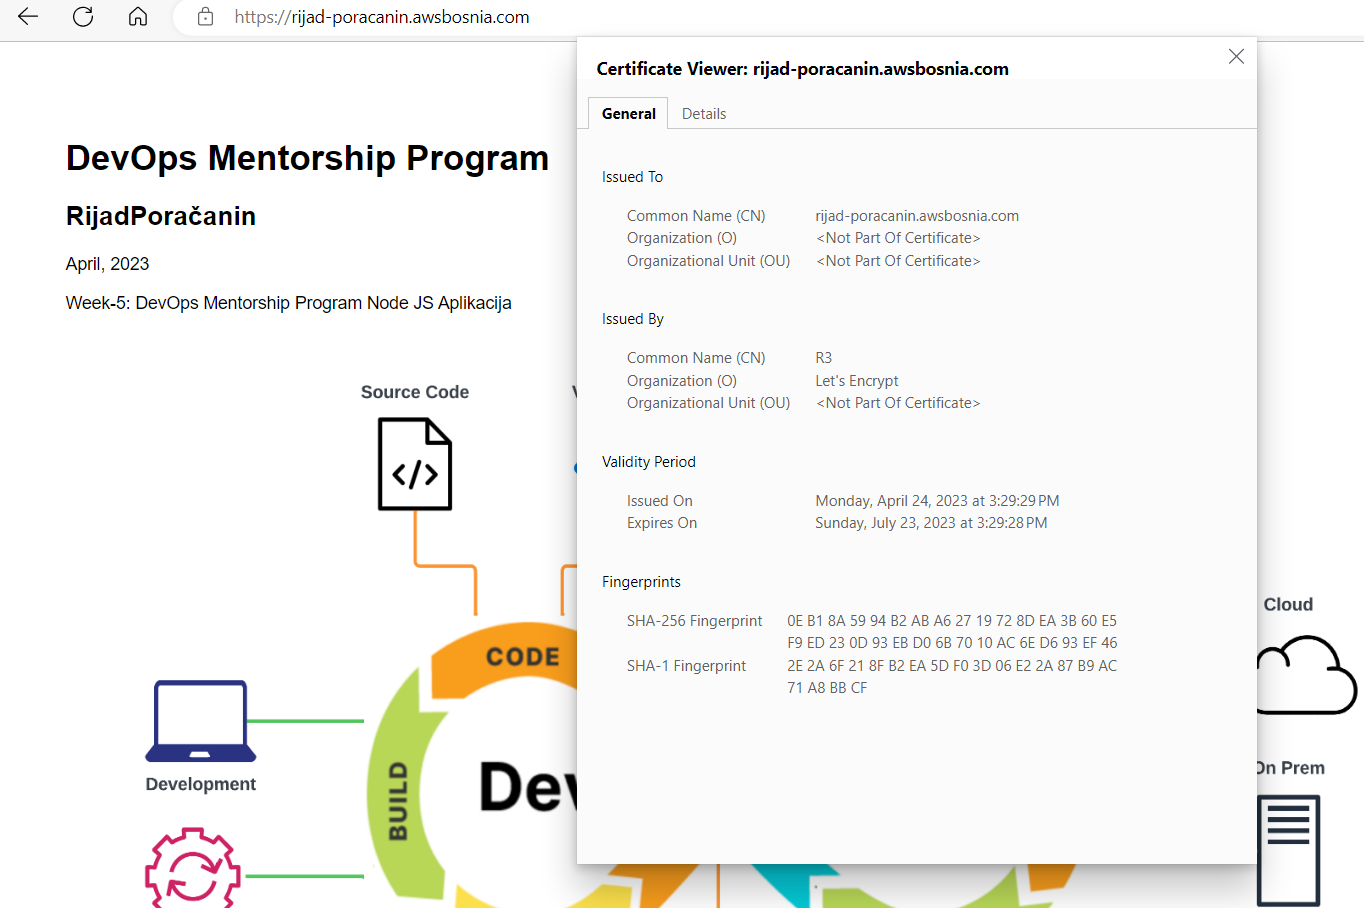 https://rijad-poracanin.awsbosnia.com
Certificate Viewer: rijad-poracanin.awsbosnia.com
General Details
Issued To
Common Name (CN) rijad-poracanin.awsbosnia.com
Organization (O) <Not Part Of Certificate>
Organizational Unit (OU) <Not Part Of Certificate>
Issued By
Common Name (CN) R3
Organization (O) Let's Encrypt
Organizational Unit (OU) <Not Part Of Certificate>
Validity Period
Issued On Monday, April 24, 2023 at 3:29:29 PM
Expires On Sunday, July 23, 2023 at 3:29:28 PM
Fingerprints
SHA-256 Fingerprint 0E B1 8A 59 94 B2 AB A6 27 19 72 8D EA 3B 60 E5
F9 ED 23 0D 93 EB D0 6B 70 10 AC 6E D6 93 EF 46
SHA-1 Fingerprint 2E 2A 6F 21 8F B2 EA 5D F0 3D 06 E2 2A 87 B9 AC
71 A8 BB CF
DevOps Mentorship Program
RijadPoračanin
April, 2023
Week-5: DevOps Mentorship Program Node JS Aplikacija
Source Code
</>
CODE
BUILD
Dev
Development
Cloud
On Prem